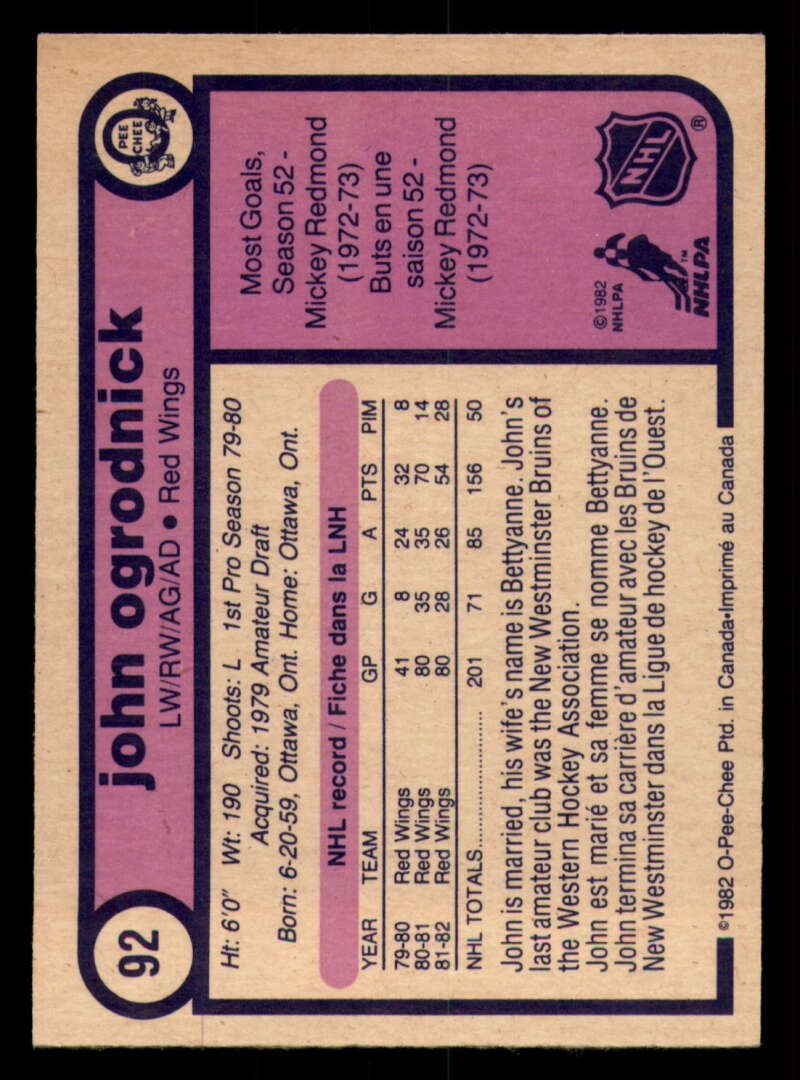 92
john ogrodnick
LW/RW/AG/AD • Red Wings
O
PEE
CHEE
Ht: 6'0" Wt: 190 Shoots: L 1st Pro Season 79-80
Acquired: 1979 Amateur Draft
Born: 6-20-59, Ottawa, Ont. Home: Ottawa, Ont.
NHL record / Fiche dans la LNH
YEAR TEAM GP G A PTS PIM
79-80 Red Wings 41 8 24 32 8
80-81 Red Wings 80 35 35 70 14
81-82 Red Wings 80 28 26 54 28
NHL TOTALS.................... 201 71 85 156 50
John is married, his wife's name is Bettyanne. John's
last amateur club was the New Westminster Bruins of
the Western Hockey Association.
John est marié et sa femme se nomme Bettyanne.
John termina sa carrière d'amateur avec les Bruins de
New Westminster dans la Ligue de hockey de l'Ouest.
Most Goals,
Season 52 -
Mickey Redmond
(1972-73)
Buts en une
saison 52 -
Mickey Redmond
(1972-73)
©1982
NHLPA
NHLPA™
NHL®
©1982 O-Pee-Chee Ptd. in Canada•Imprimé au Canada